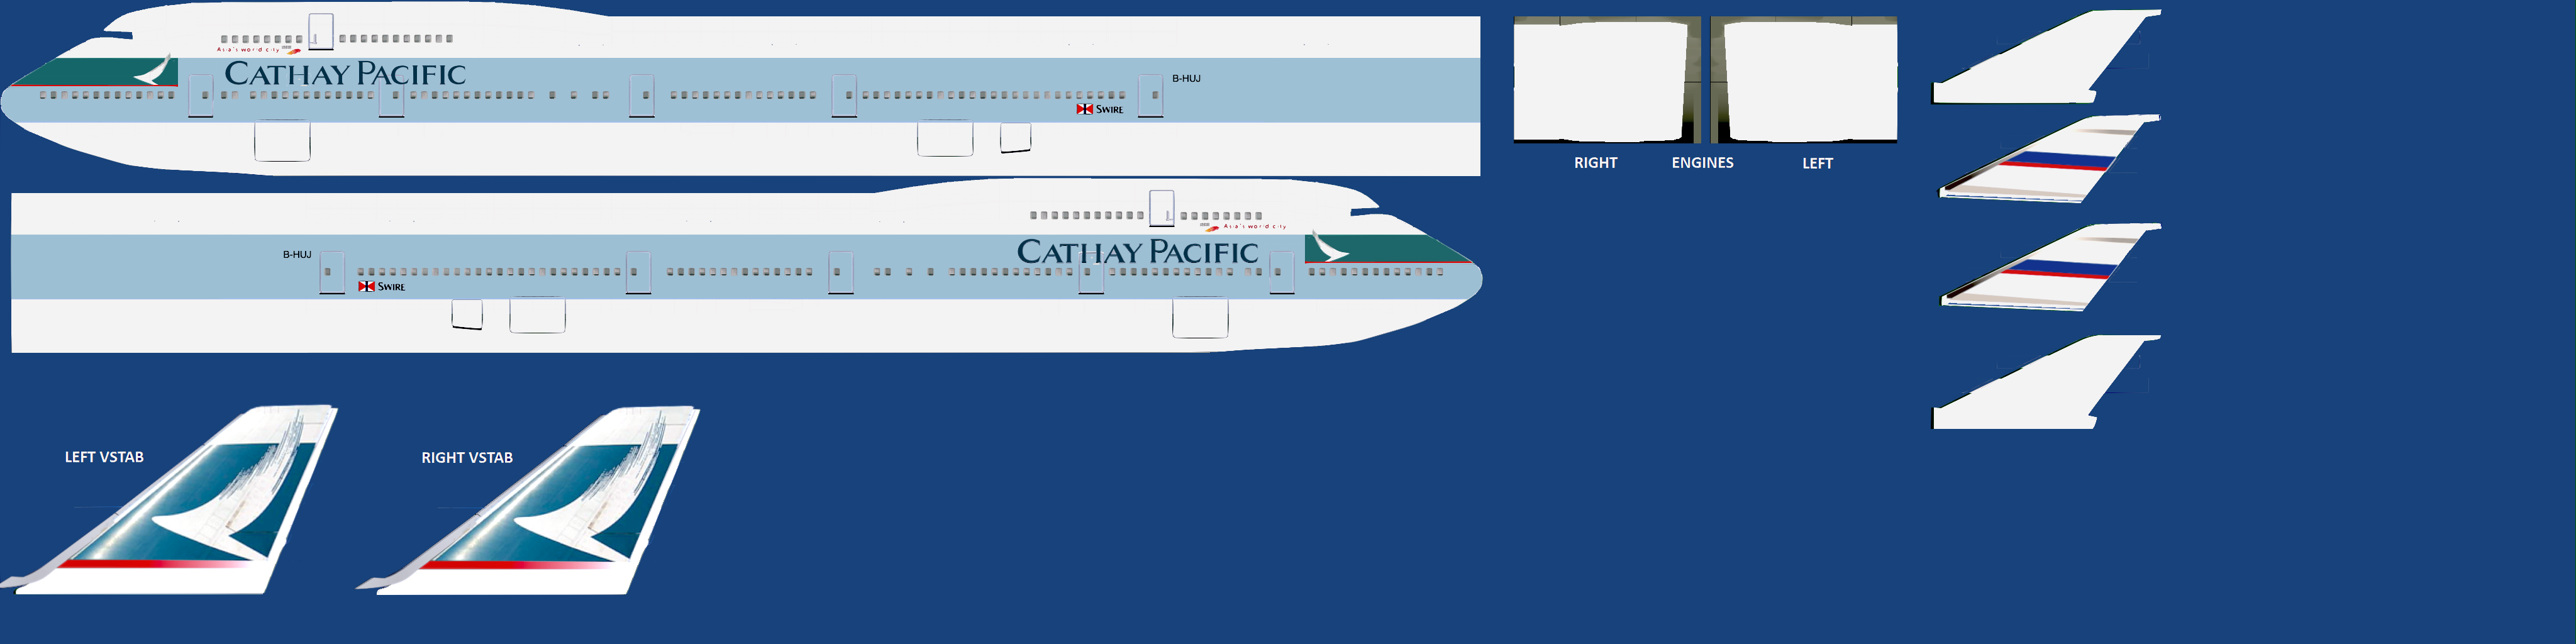 Asia's world city
CATHAY PACIFIC
B-HUJ
SWIRE
RIGHT ENGINES LEFT
Asia's world city
CATHAY PACIFIC
B-HUJ
SWIRE
LEFT VSTAB
RIGHT VSTAB